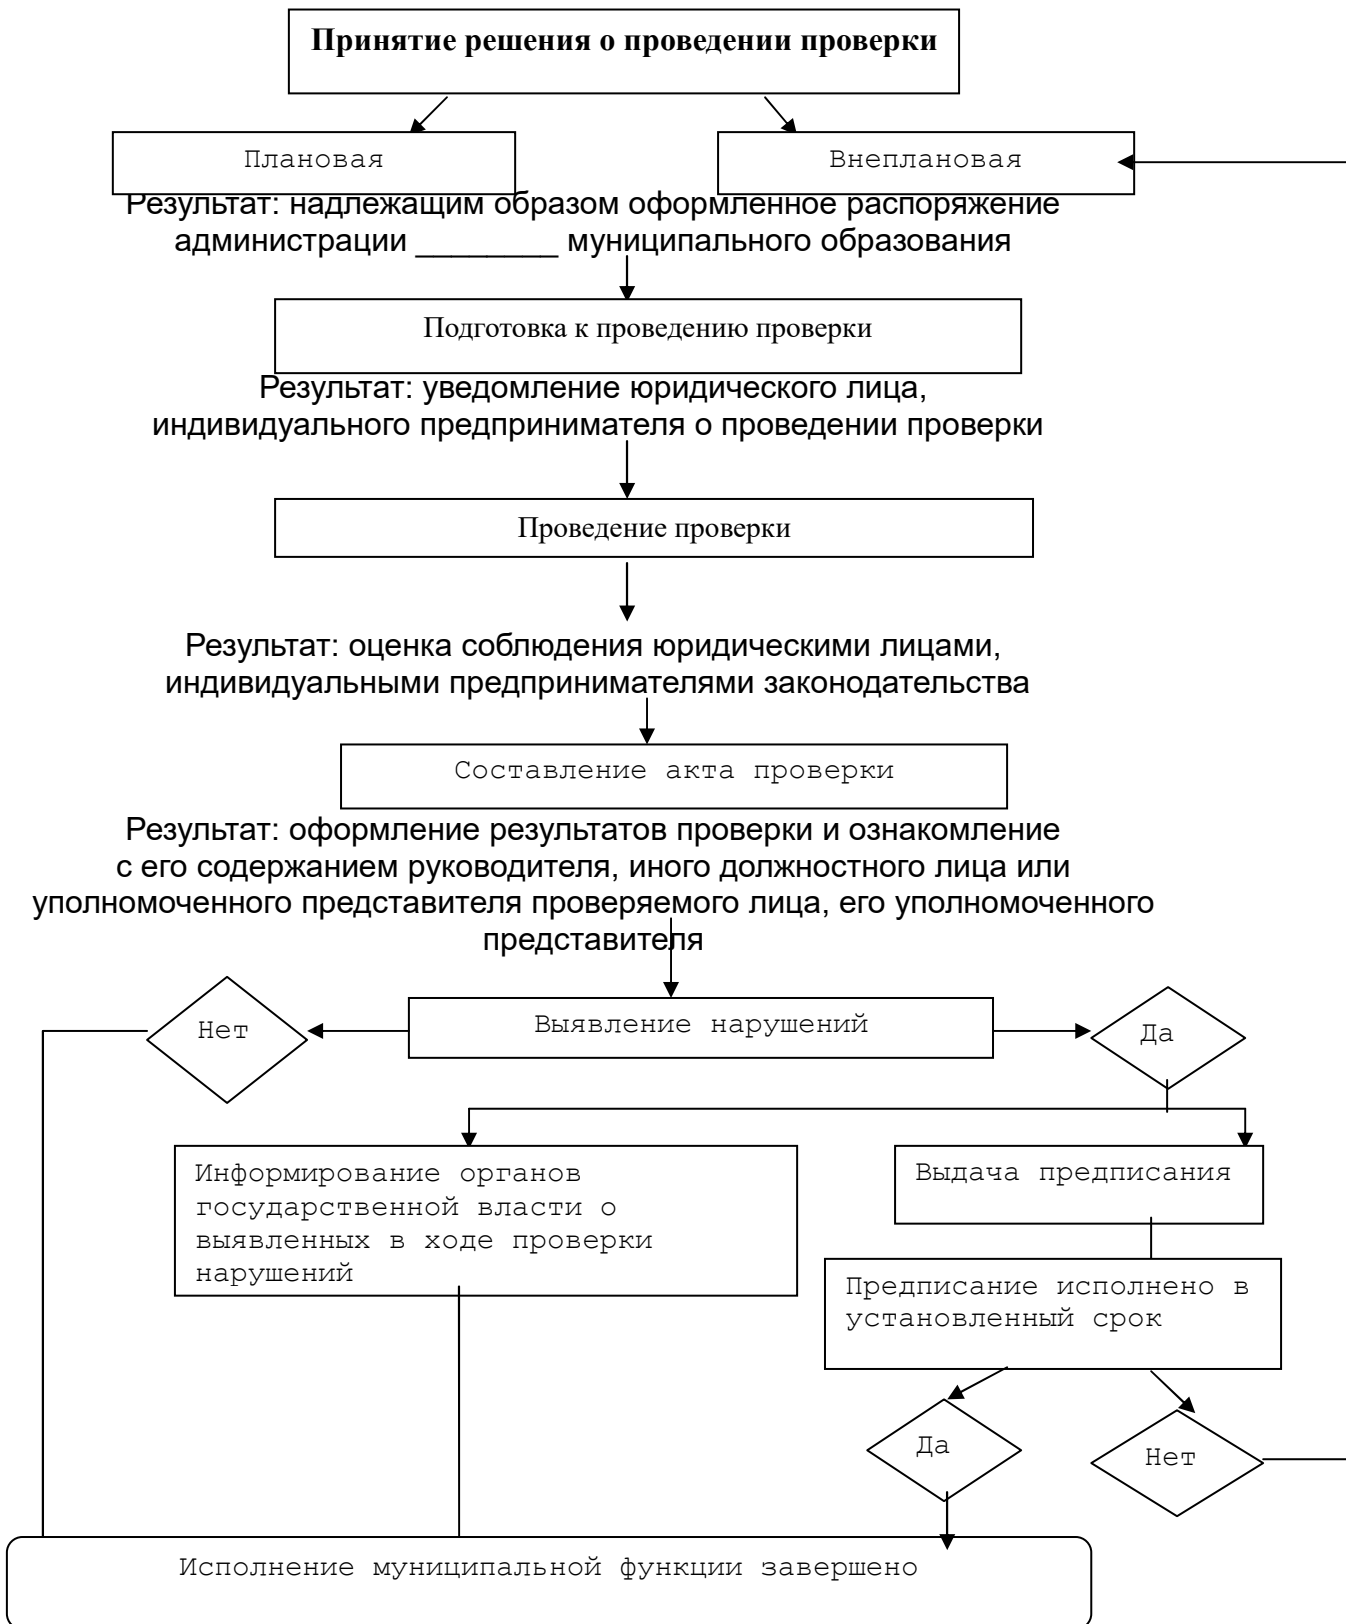 Принятие решения о проведении проверки
Плановая
Внеплановая
Результат: надлежащим образом оформленное распоряжение
администрации ________ муниципального образования
Подготовка к проведению проверки
Результат: уведомление юридического лица,
индивидуального предпринимателя о проведении проверки
Проведение проверки
Результат: оценка соблюдения юридическими лицами,
индивидуальными предпринимателями законодательства
Составление акта проверки
Результат: оформление результатов проверки и ознакомление
с его содержанием руководителя, иного должностного лица или
уполномоченного представителя проверяемого лица, его уполномоченного
представителя
Нет
Выявление нарушений
Да
Информирование органов
государственной власти о
выявленных в ходе проверки
нарушений
Выдача предписания
Предписание исполнено в
установленный срок
Да
Нет
Исполнение муниципальной функции завершено